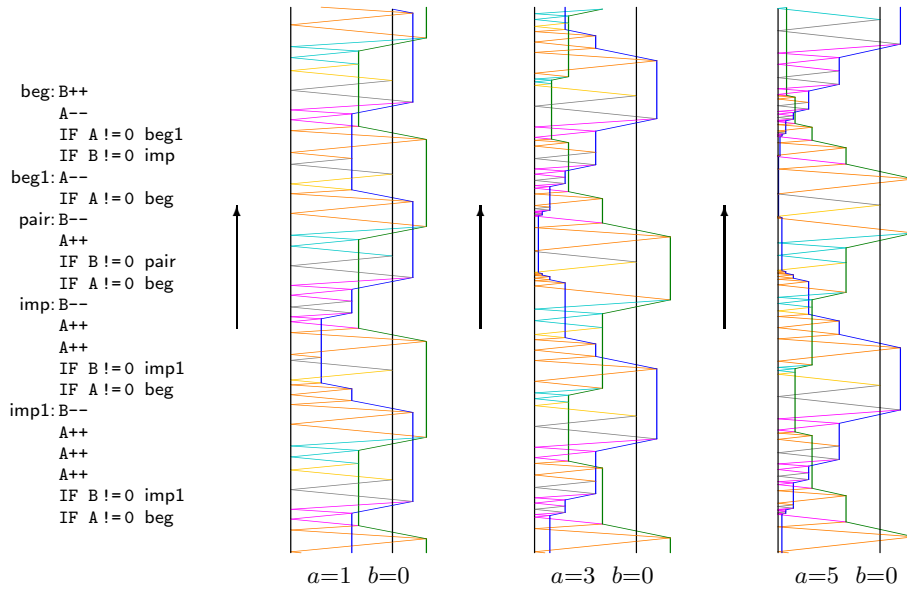 beg: B++
A--
IF A!=0 beg1
IF B!=0 imp
beg1: A--
IF A!=0 beg
pair: B--
A++
IF B!=0 pair
IF A!=0 beg
imp: B--
A++
A++
IF B!=0 imp1
IF A!=0 beg
imp1: B--
A++
A++
A++
IF B!=0 imp1
IF A!=0 beg
a=1 b=0 a=3 b=0 a=5 b=0